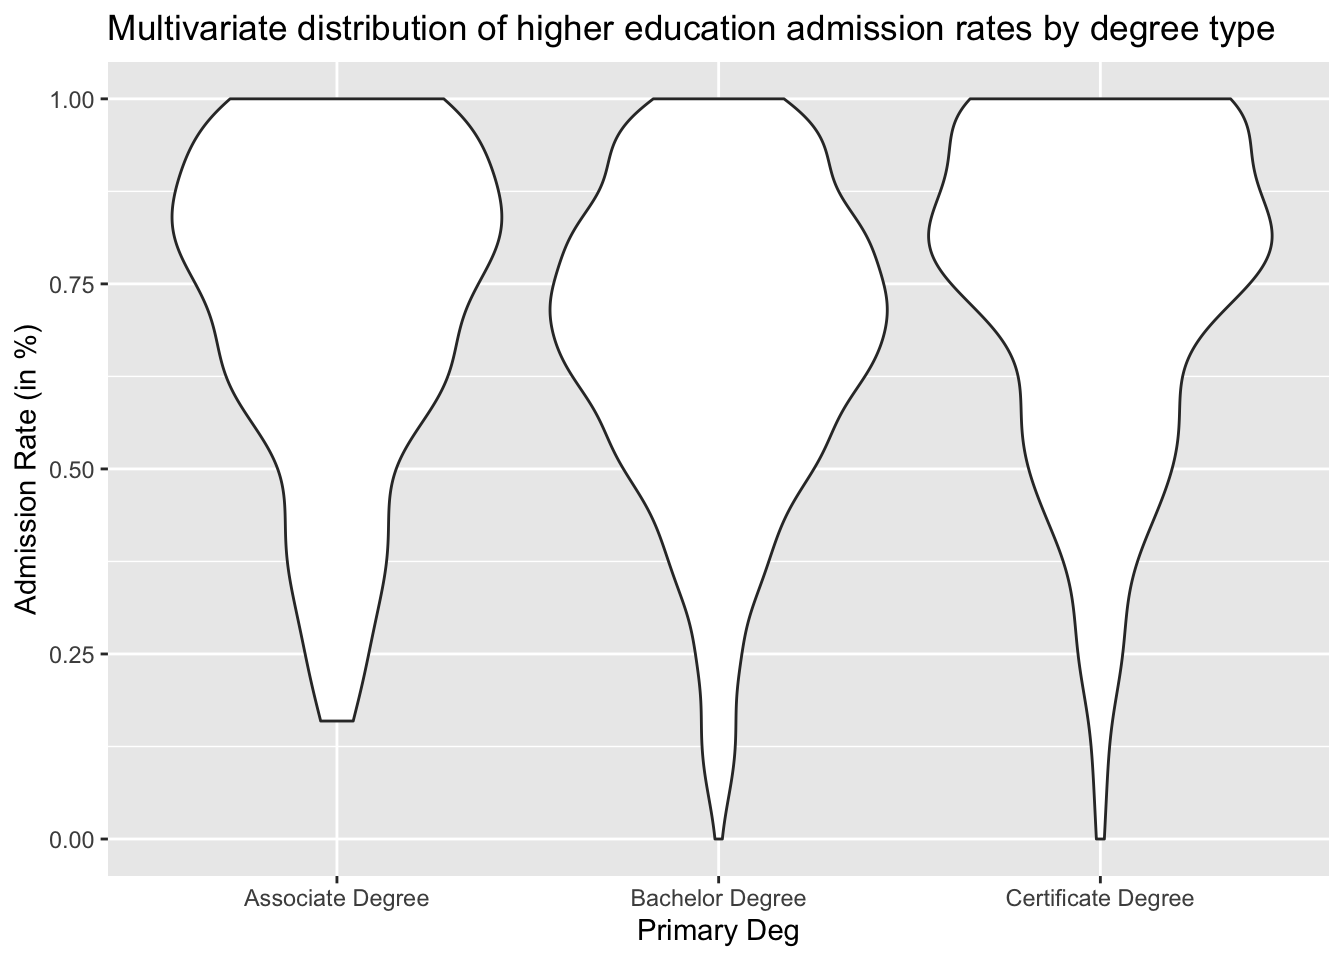 Multivariate distribution of higher education admission rates by degree type
Admission Rate (in %)
1.00
0.75
0.50
0.25
0.00
Associate Degree
Bachelor Degree
Certificate Degree
Primary Deg